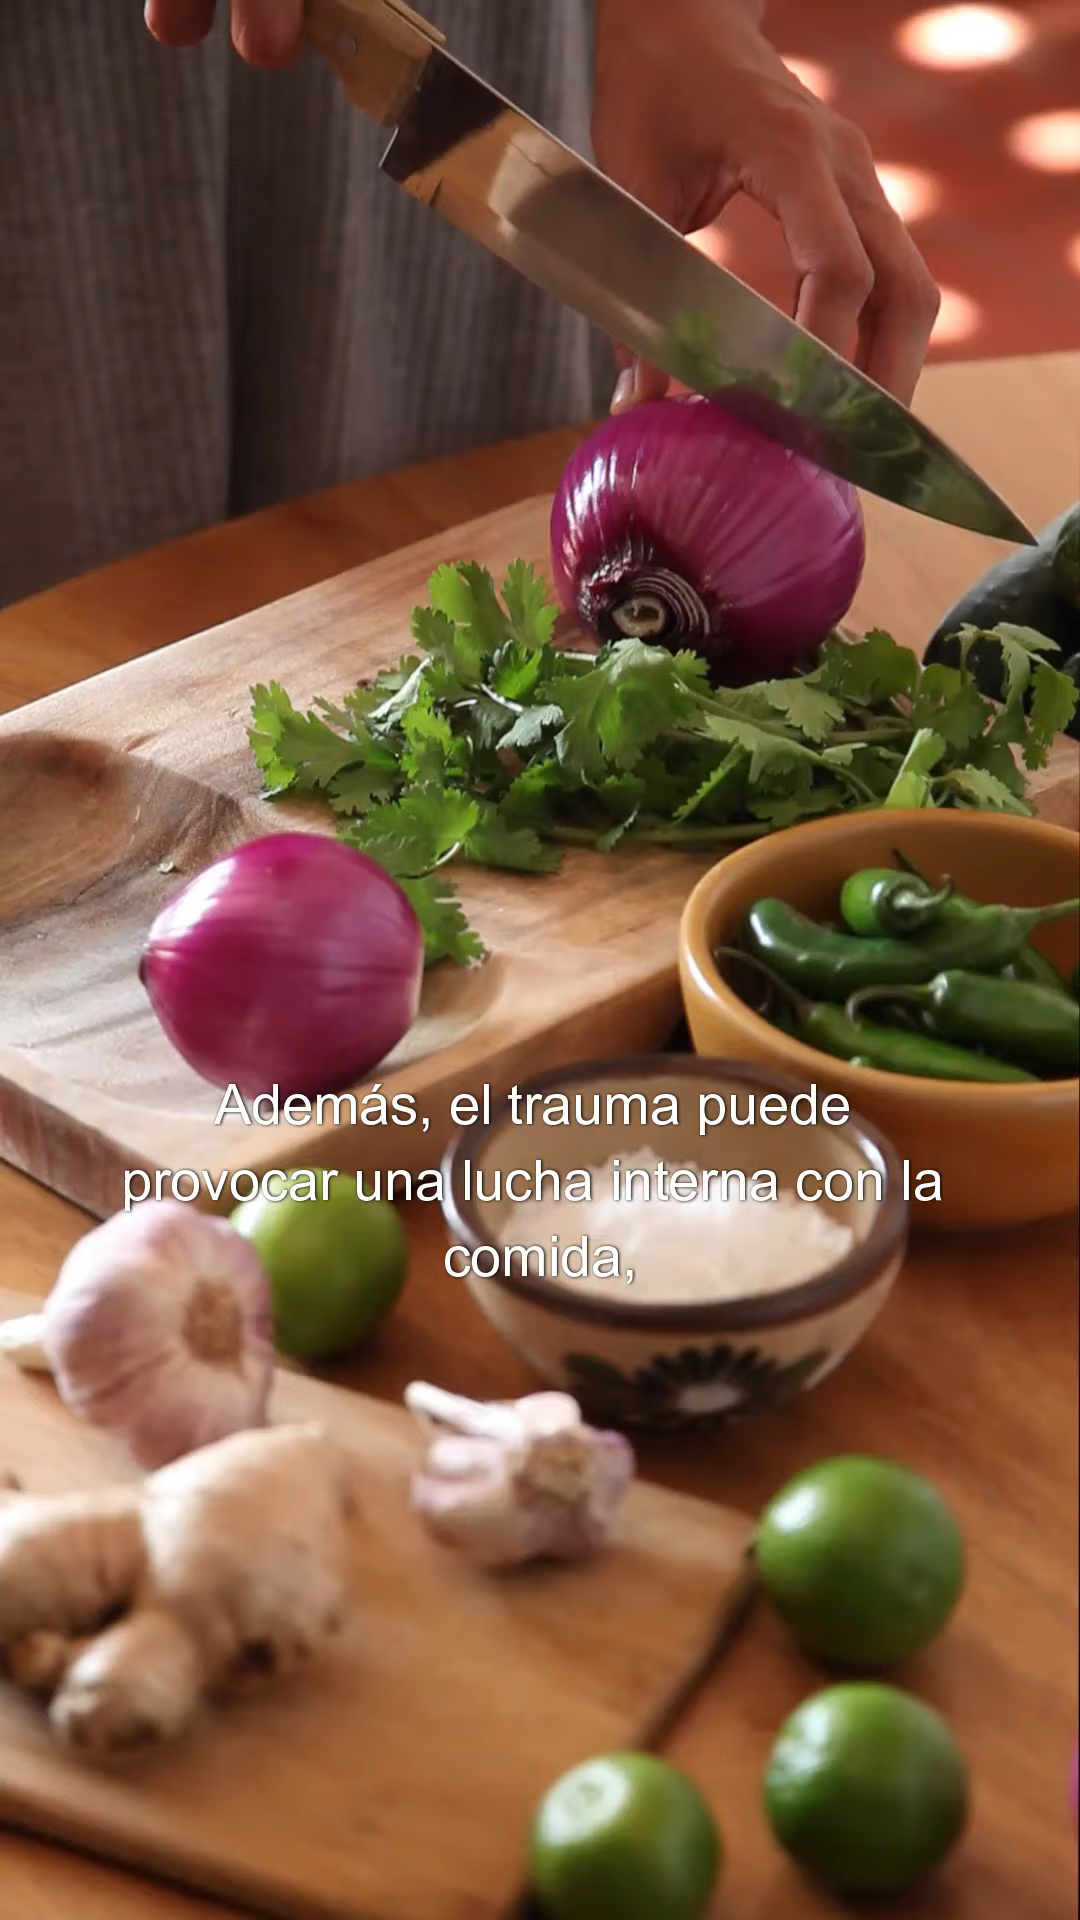 Además, el trauma puede
provocar una lucha interna con la
comida,